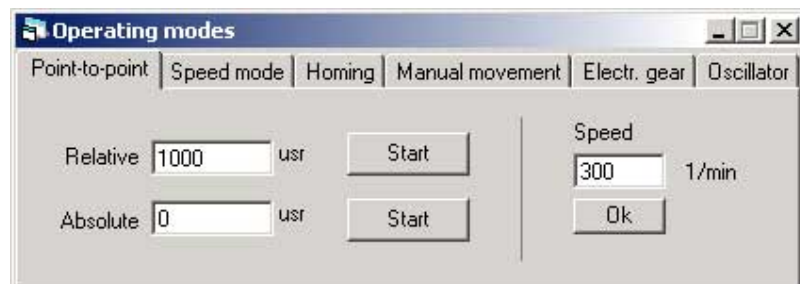 Operating modes
Point-to-point Speed mode Homing Manual movement Electr. gear Oscillator
Relative 1000 usr Start
Absolute 0 usr Start
Speed
300 1/min
Ok